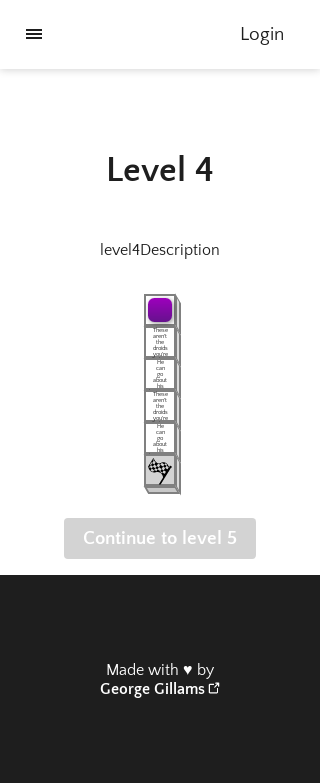 Login
Level 4
level4Description
These
aren't
the
droids
you're
He
can
go
about
his
These
aren't
the
droids
you're
He
can
go
about
his
Continue to level 5
Made with ♥ by
George Gillams